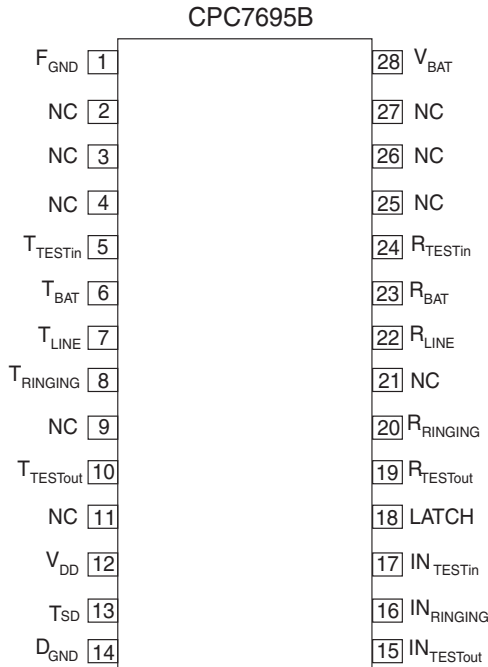 CPC7695B
F_GND 1 28 V_BAT
NC 2 27 NC
NC 3 26 NC
NC 4 25 NC
T_TESTin 5 24 R_TESTin
T_BAT 6 23 R_BAT
T_LINE 7 22 R_LINE
T_RINGING 8 21 NC
NC 9 20 R_RINGING
T_TESTout 10 19 R_TESTout
NC 11 18 LATCH
V_DD 12 17 IN_TESTin
T_SD 13 16 IN_RINGING
D_GND 14 15 IN_TESTout